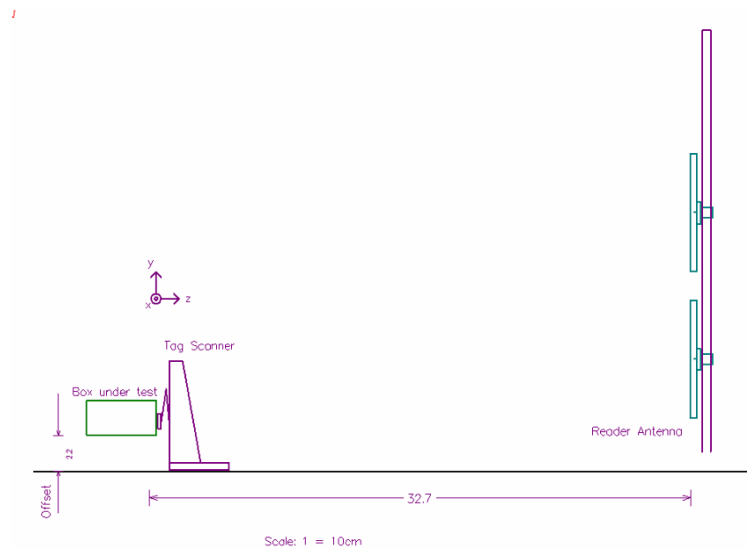 y
x
z
Tag Scanner
Box under test
22
Offset
Reader Antenna
32.7
Scale: 1 = 10cm